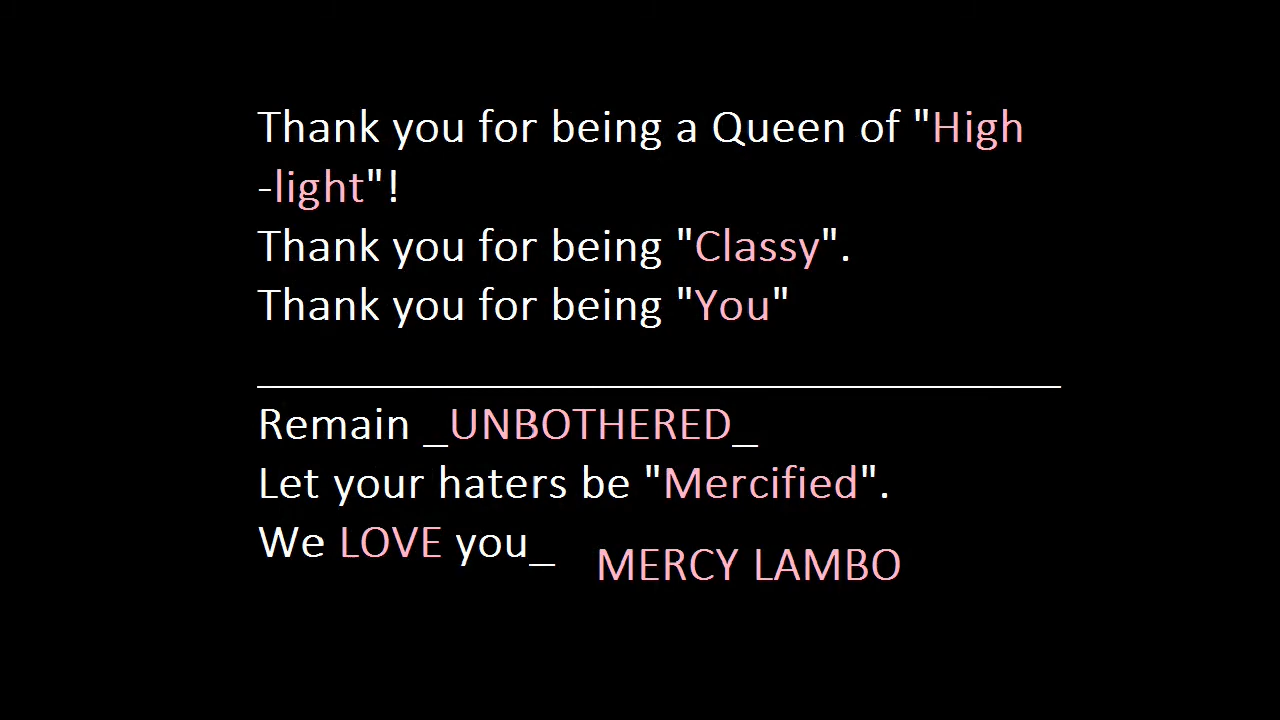 Thank you for being a Queen of "High
-light"!
Thank you for being "Classy".
Thank you for being "You"
Remain _UNBOTHERED_
Let your haters be "Mercified".
We LOVE you_ MERCY LAMBO